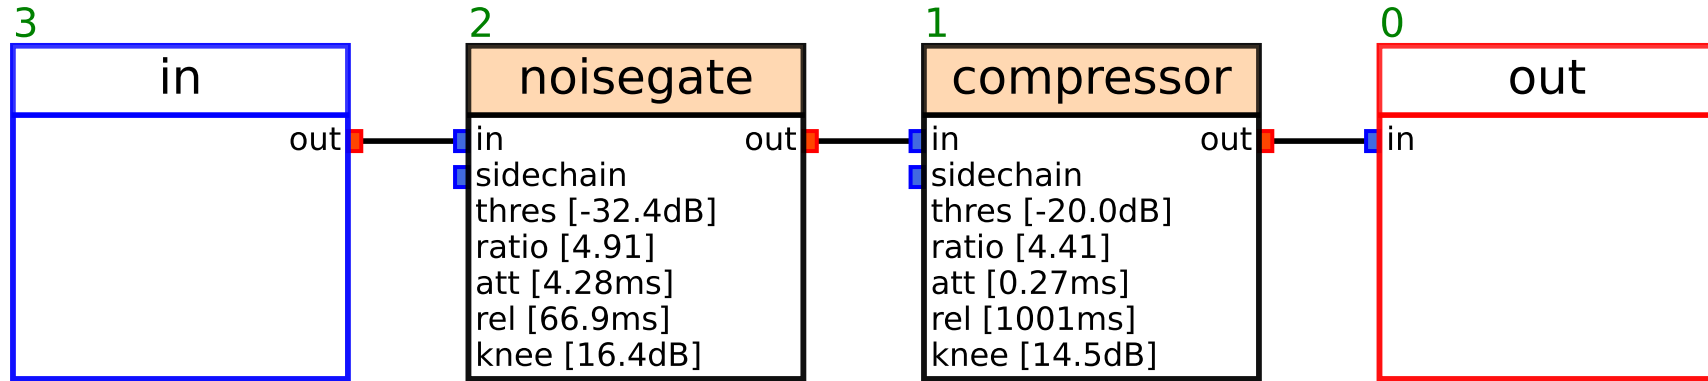 3
in
out
2
noisegate
in
out
sidechain
thres [-32.4dB]
ratio [4.91]
att [4.28ms]
rel [66.9ms]
knee [16.4dB]
1
compressor
in
out
sidechain
thres [-20.0dB]
ratio [4.41]
att [0.27ms]
rel [1001ms]
knee [14.5dB]
0
out
in